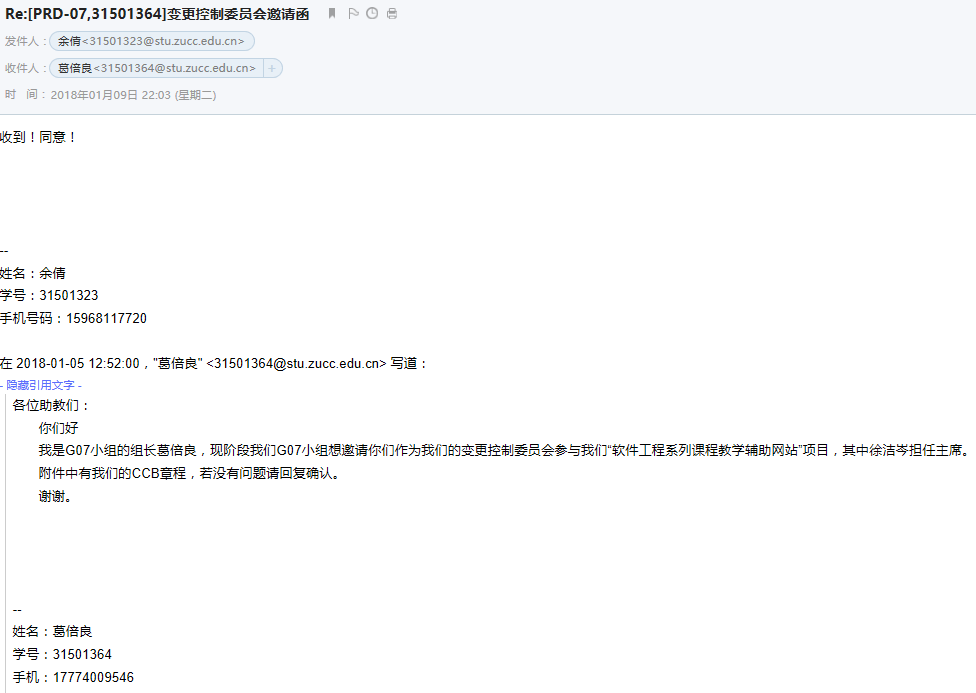 Re:[PRD-07,31501364]变更控制委员会邀请函
发件人：余倩<31501323@stu.zucc.edu.cn>
收件人：葛倍良<31501364@stu.zucc.edu.cn> +
时 间：2018年01月09日 22:03 (星期二)
收到！同意！
--
姓名：余倩
学号：31501323
手机号码：15968117720
在 2018-01-05 12:52:00，"葛倍良" <31501364@stu.zucc.edu.cn> 写道：
- 隐藏引用文字 -
各位助教们：
你们好
我是G07小组的组长葛倍良，现阶段我们G07小组想邀请你们作为我们的变更控制委员会参与我们“软件工程系列课程教学辅助网站”项目，其中徐洁岑担任主席。
附件中有我们的CCB章程，若没有问题请回复确认。
谢谢。
--
姓名：葛倍良
学号：31501364
手机：17774009546